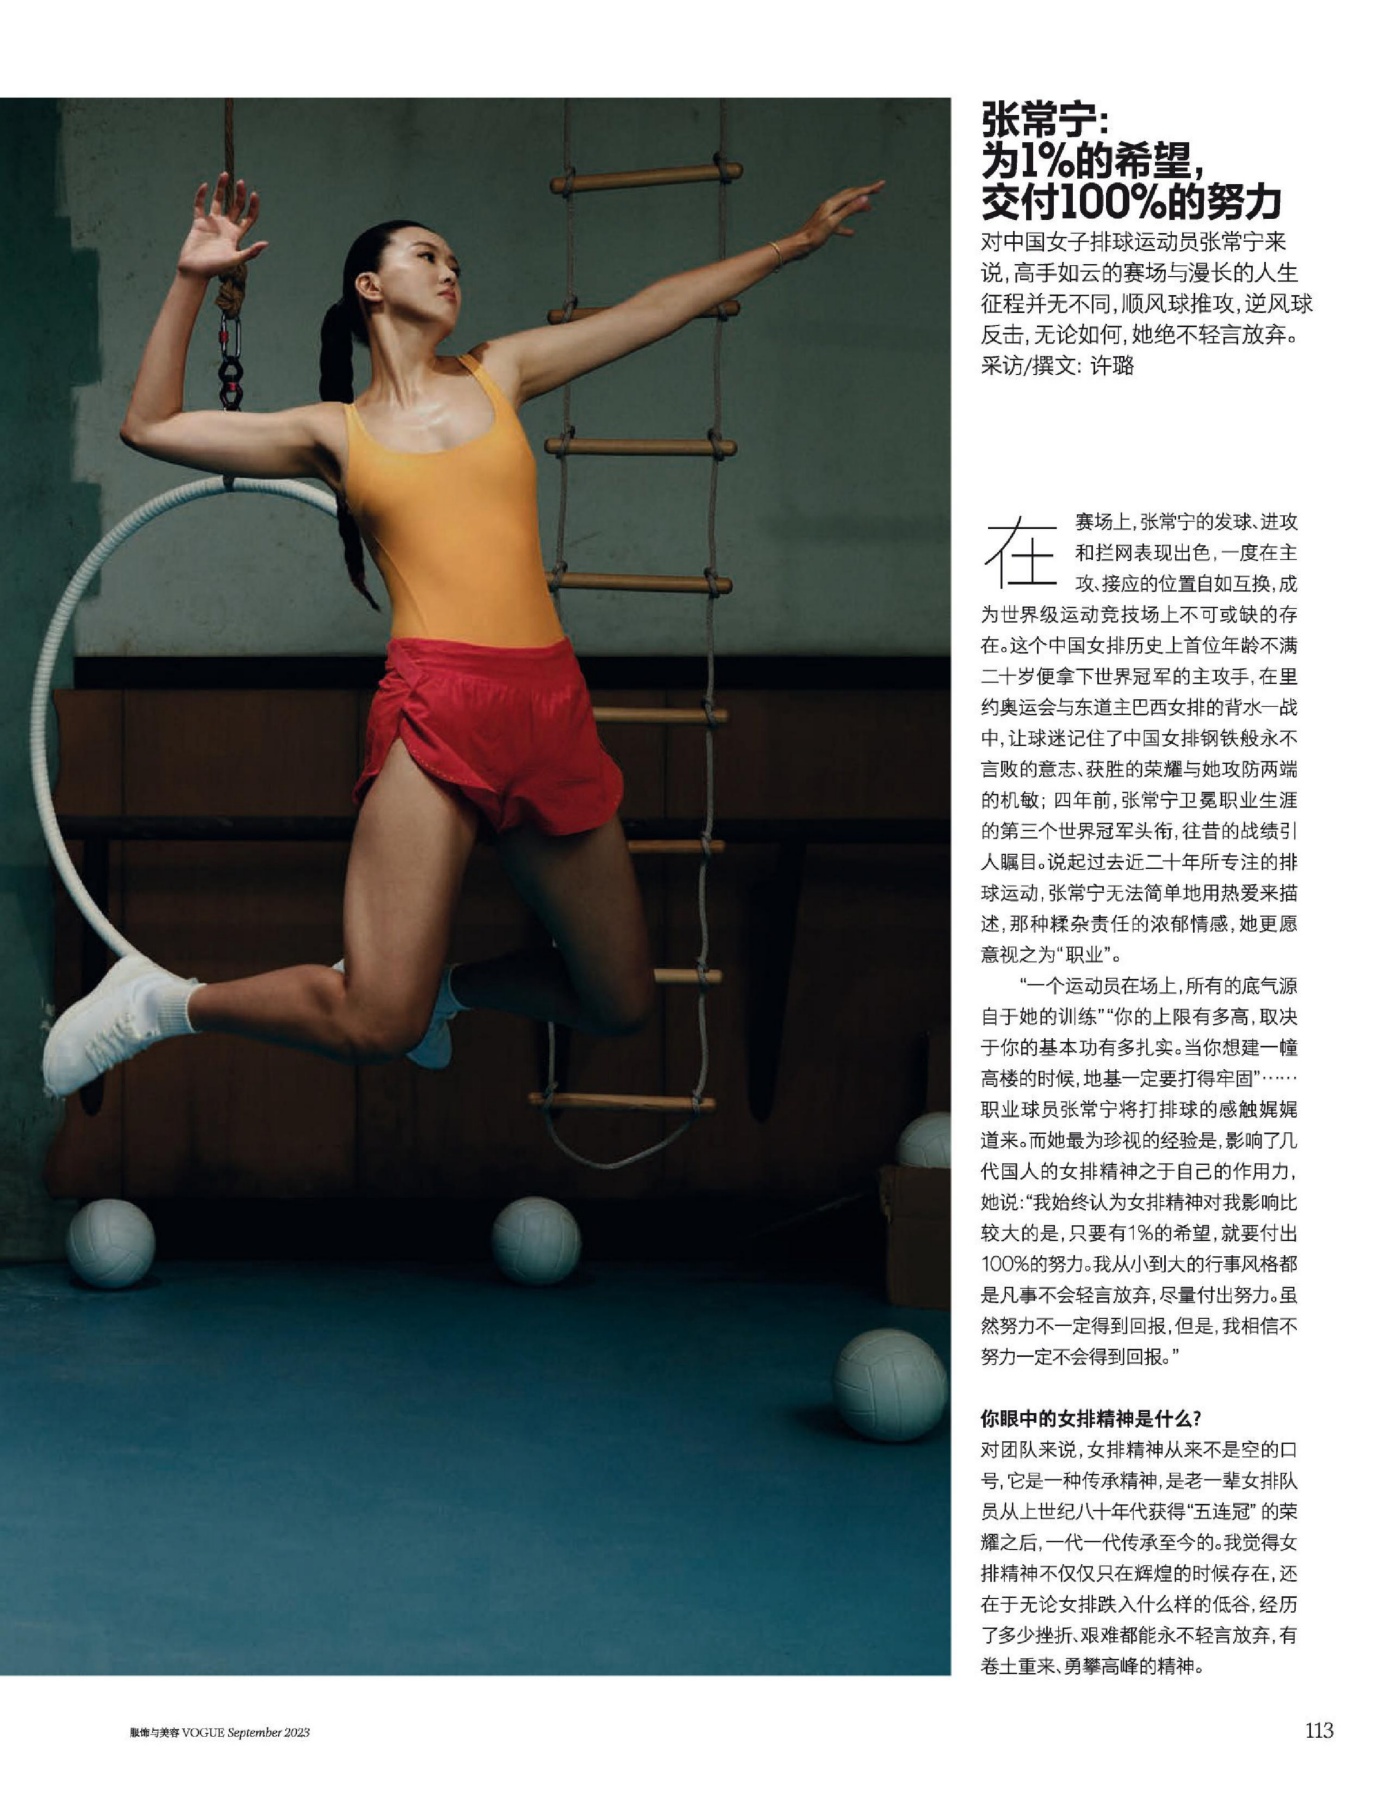 张常宁:
为1%的希望,
交付100%的努力
对中国女子排球运动员张常宁来
说,高手如云的赛场与漫长的人生
征程并无不同,顺风球推攻,逆风球
反击,无论如何,她绝不轻言放弃。
采访/撰文: 许璐
在赛场上,张常宁的发球、进攻
和拦网表现出色,一度在主
攻、接应的位置自如互换,成
为世界级运动竞技场上不可或缺的存
在。这个中国女排历史上首位年龄不满
二十岁便拿下世界冠军的主攻手,在里
约奥运会与东道主巴西女排的背水一战
中,让球迷记住了中国女排钢铁般永不
言败的意志、获胜的荣耀与她攻防两端
的机敏; 四年前,张常宁卫冕职业生涯
的第三个世界冠军头衔,往昔的战绩引
人瞩目。说起过去近二十年所专注的排
球运动,张常宁无法简单地用热爱来描
述,那种糅杂责任的浓郁情感,她更愿
意视之为“职业”。
“一个运动员在场上,所有的底气源
自于她的训练”“你的上限有多高,取决
于你的基本功有多扎实。当你想建一幢
高楼的时候,地基一定要打得牢固”……
职业球员张常宁将打排球的感触娓娓
道来。而她最为珍视的经验是,影响了几
代国人的女排精神之于自己的作用力,
她说:“我始终认为女排精神对我影响比
较大的是,只要有1%的希望,就要付出
100%的努力。我从小到大的行事风格都
是凡事不会轻言放弃,尽量付出努力。虽
然努力不一定得到回报,但是,我相信不
努力一定不会得到回报。”
你眼中的女排精神是什么?
对团队来说,女排精神从来不是空的口
号,它是一种传承精神,是老一辈女排队
员从上世纪八十年代获得“五连冠” 的荣
耀之后,一代一代传承至今的。我觉得女
排精神不仅仅只在辉煌的时候存在,还
在于无论女排跌入什么样的低谷,经历
了多少挫折、艰难都能永不轻言放弃,有
卷土重来、勇攀高峰的精神。
服饰与美容 VOGUE September 2023
113